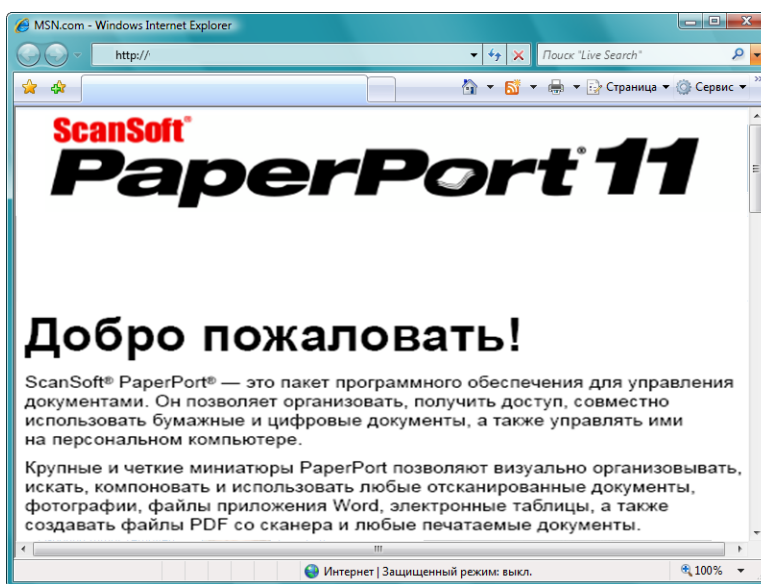 MSN.com - Windows Internet Explorer
http://
Поиск "Live Search"
Страница
Сервис
ScanSoft®
PaperPort® 11
Добро пожаловать!
ScanSoft® PaperPort® — это пакет программного обеспечения для управления
документами. Он позволяет организовать, получить доступ, совместно
использовать бумажные и цифровые документы, а также управлять ими
на персональном компьютере.
Крупные и четкие миниатюры PaperPort позволяют визуально организовывать,
искать, компоновать и использовать любые отсканированные документы,
фотографии, файлы приложения Word, электронные таблицы, а также
создавать файлы PDF со сканера и любые печатаемые документы.
Интернет | Защищенный режим: выкл.
100%